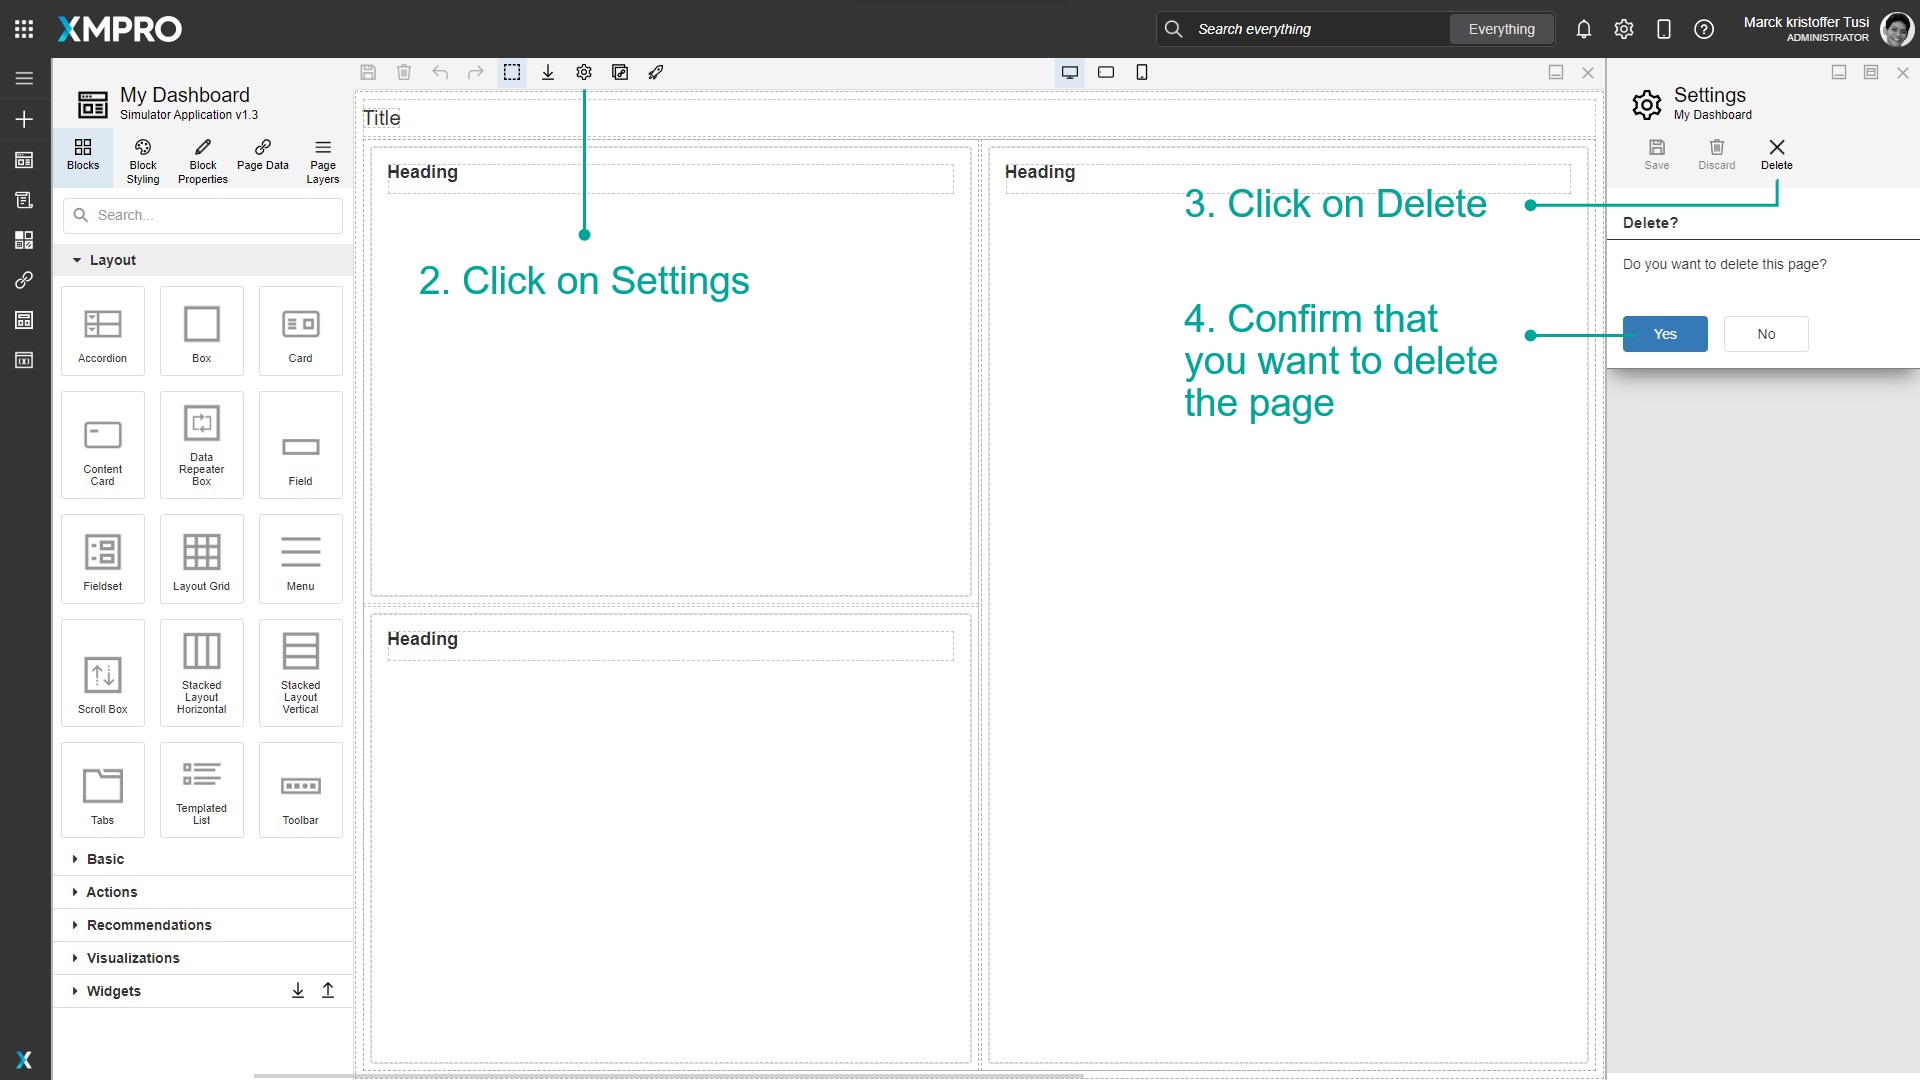 XMPRO
Search everything
Everything
Marck kristoffer Tusi
ADMINISTRATOR
My Dashboard
Simulator Application v1.3
Blocks
Block
Styling
Block
Properties
Page Data
Page
Layers
Search...
Layout
Accordion
Box
Card
Content
Card
Data
Repeater
Box
Field
Fieldset
Layout Grid
Menu
Scroll Box
Stacked
Layout
Horizontal
Stacked
Layout
Vertical
Tabs
Templated
List
Toolbar
Basic
Actions
Recommendations
Visualizations
Widgets
X
Title
Heading
2. Click on Settings
Heading
Heading
3. Click on Delete
4. Confirm that
you want to delete
the page
Settings
My Dashboard
Save
Discard
Delete
Delete?
Do you want to delete this page?
Yes
No